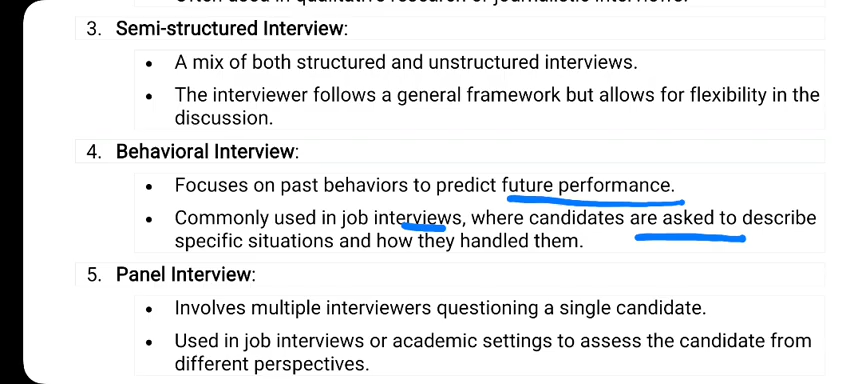 3. Semi-structured Interview:
• A mix of both structured and unstructured interviews.
• The interviewer follows a general framework but allows for flexibility in the
discussion.
4. Behavioral Interview:
• Focuses on past behaviors to predict future performance.
• Commonly used in job interviews, where candidates are asked to describe
specific situations and how they handled them.
5. Panel Interview:
• Involves multiple interviewers questioning a single candidate.
• Used in job interviews or academic settings to assess the candidate from
different perspectives.